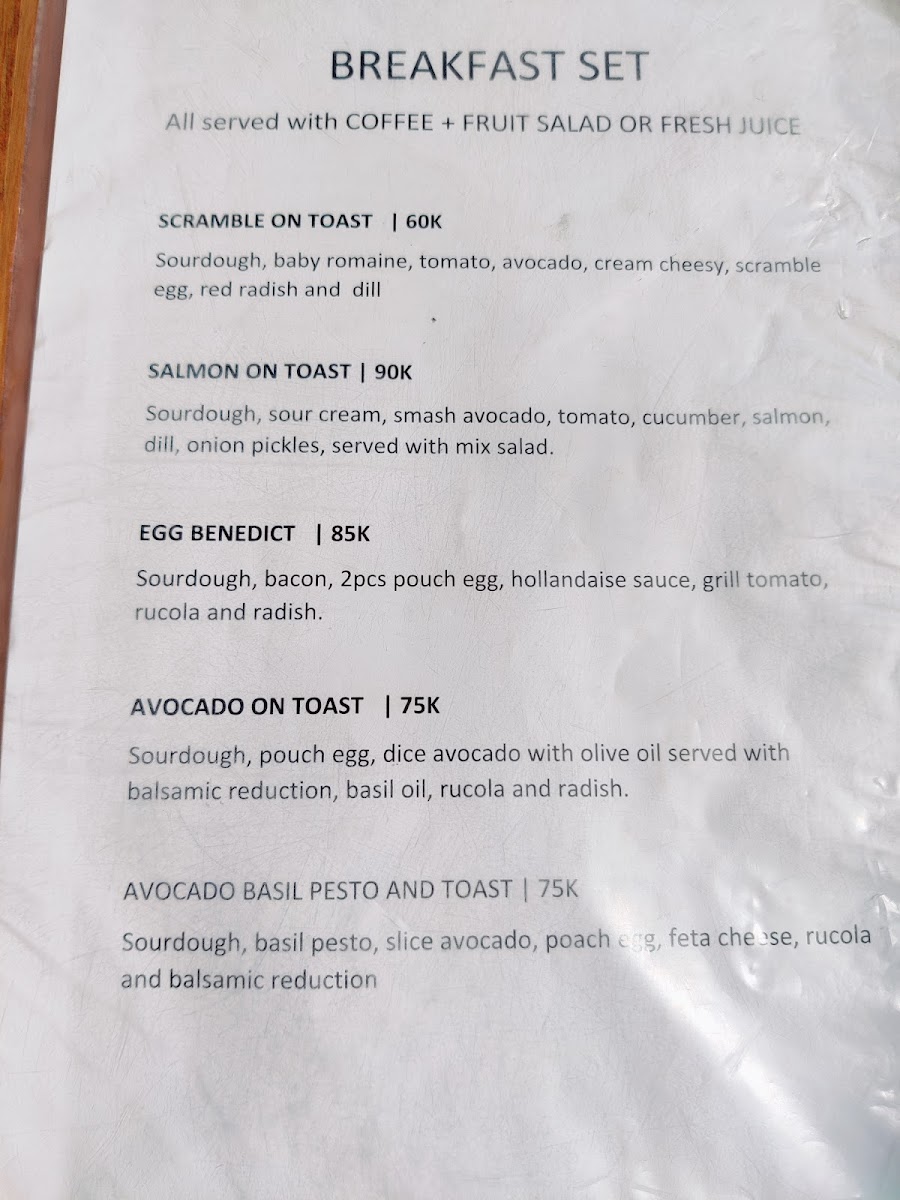 BREAKFAST SET
All served with COFFEE + FRUIT SALAD OR FRESH JUICE
SCRAMBLE ON TOAST | 60K
Sourdough, baby romaine, tomato, avocado, cream cheesy, scramble
egg, red radish and dill
SALMON ON TOAST | 90K
Sourdough, sour cream, smash avocado, tomato, cucumber, salmon,
dill, onion pickles, served with mix salad.
EGG BENEDICT | 85K
Sourdough, bacon, 2pcs pouch egg, hollandaise sauce, grill tomato,
rucola and radish.
AVOCADO ON TOAST | 75K
Sourdough, pouch egg, dice avocado with olive oil served with
balsamic reduction, basil oil, rucola and radish.
AVOCADO BASIL PESTO AND TOAST | 75K
Sourdough, basil pesto, slice avocado, poach egg, feta cheese, rucola
and balsamic reduction